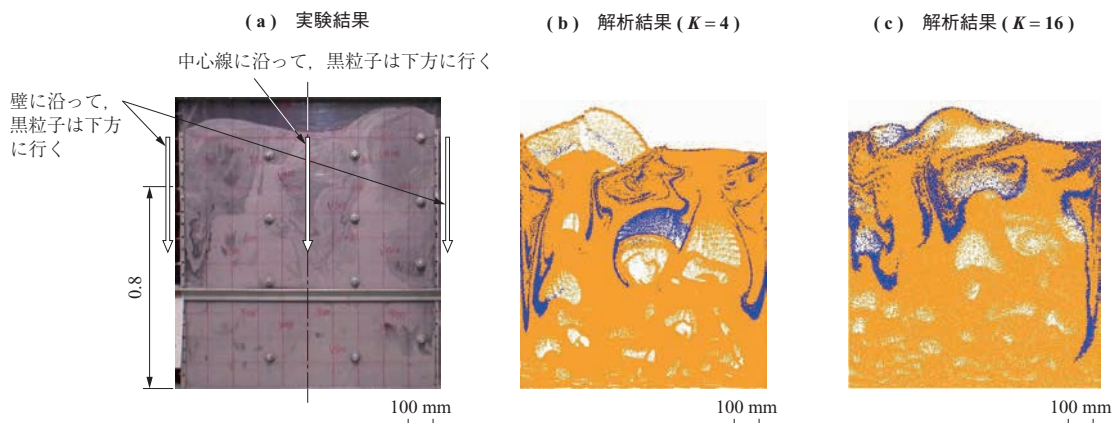 ( a ) 実験結果
( b ) 解析結果 ( K = 4 )
( c ) 解析結果 ( K = 16 )
中心線に沿って，黒粒子は下方に行く
壁に沿って，
黒粒子は下方
に行く
0.8
100 mm
100 mm
100 mm